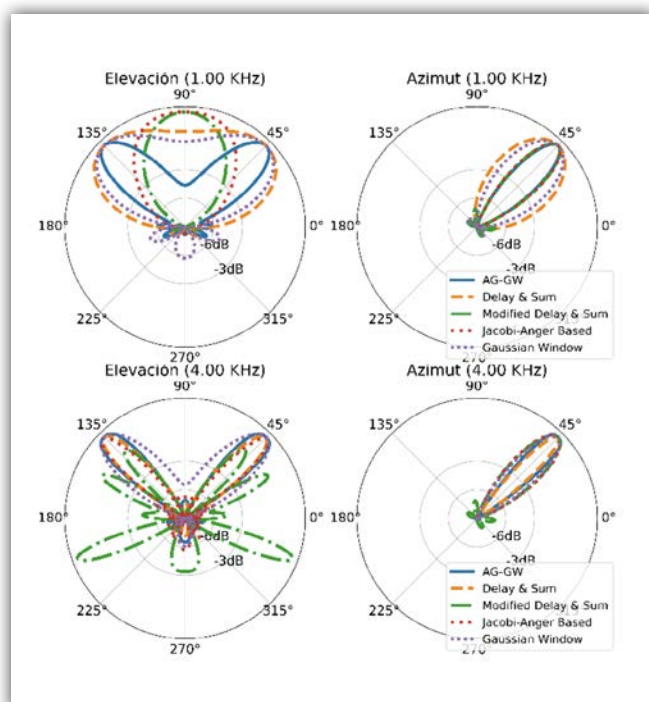 Elevación (1.00 KHz)
90°
135°
45°
180°
0°
-6dB
-3dB
225°
315°
270°
Azimut (1.00 KHz)
90°
135°
45°
180°
0°
-6dB
-3dB
225°
315°
270°
AG-GW
Delay & Sum
Modified Delay & Sum
Jacobi-Anger Based
Gaussian Window
Elevación (4.00 KHz)
90°
135°
45°
180°
0°
-6dB
-3dB
225°
315°
270°
Azimut (4.00 KHz)
90°
135°
45°
180°
0°
-6dB
-3dB
225°
315°
270°
AG-GW
Delay & Sum
Modified Delay & Sum
Jacobi-Anger Based
Gaussian Window